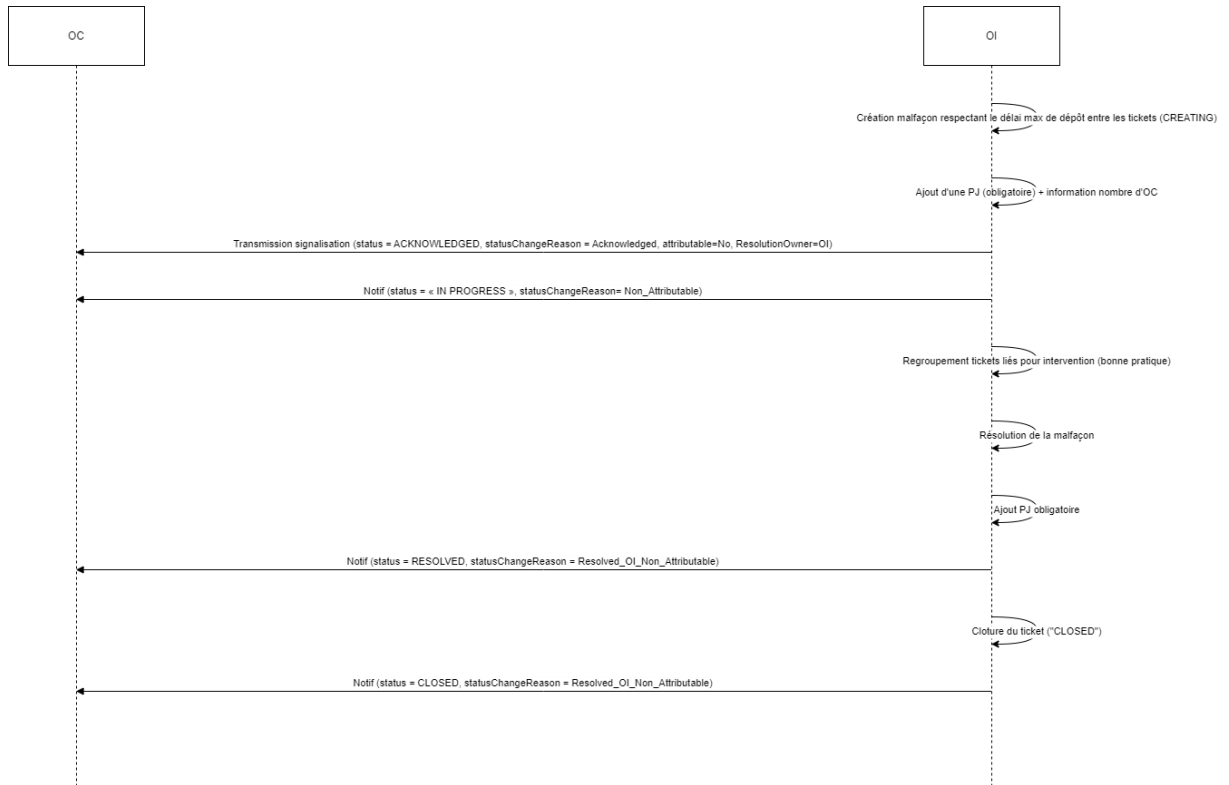 OC
OI
Création malfaçon respectant le délai max de dépôt entre les tickets (CREATING)
Ajout d'une PJ (obligatoire) + information nombre d'OC
Transmission signalisation (status = ACKNOWLEDGED, statusChangeReason = Acknowledged, attributable=No, ResolutionOwner=OI)
Notif (status = « IN PROGRESS », statusChangeReason= Non_Attributable)
Regroupement tickets liés pour intervention (bonne pratique)
Résolution de la malfaçon
Ajout PJ obligatoire
Notif (status = RESOLVED, statusChangeReason = Resolved_OI_Non_Attributable)
Cloture du ticket ("CLOSED")
Notif (status = CLOSED, statusChangeReason = Resolved_OI_Non_Attributable)